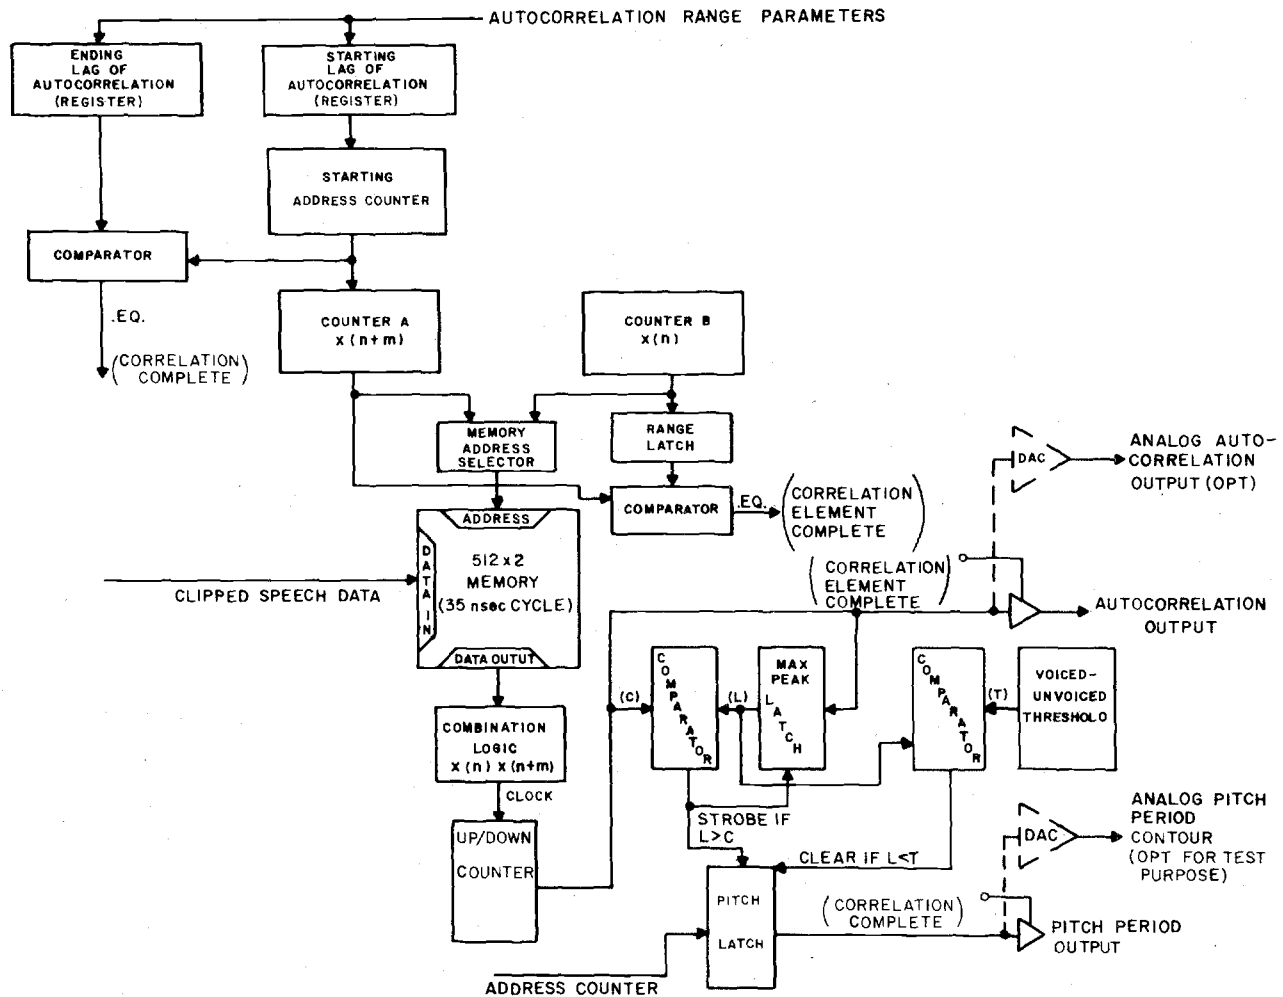 AUTOCORRELATION RANGE PARAMETERS
ENDING
LAG OF
AUTOCORRELATION
(REGISTER)
STARTING
LAG OF
AUTOCORRELATION
(REGISTER)
STARTING
ADDRESS COUNTER
COMPARATOR
.EQ.
(CORRELATION
COMPLETE)
COUNTER A
x(n+m)
COUNTER B
x(n)
MEMORY
ADDRESS
SELECTOR
RANGE
LATCH
COMPARATOR
.EQ.
(CORRELATION
ELEMENT
COMPLETE)
DAC
ANALOG AUTO-
CORRELATION
OUTPUT (OPT)
ADDRESS
DATA IN
512x2
MEMORY
(35 nsec CYCLE)
DATA OUTUT
CLIPPED SPEECH DATA
(CORRELATION
ELEMENT
COMPLETE)
AUTOCORRELATION
OUTPUT
COMBINATION
LOGIC
x(n) x(n+m)
CLOCK
UP/DOWN
COUNTER
(C)
COMPARATOR
(L)
MAX
PEAK
LATCH
COMPARATOR
(T)
VOICED-
UNVOICED
THRESHOLO
STROBE IF
L>C
CLEAR IF L<T
PITCH
LATCH
ADDRESS COUNTER
(CORRELATION
COMPLETE)
DAC
ANALOG PITCH
PERIOD
CONTOUR
(OPT FOR TEST
PURPOSE)
PITCH PERIOD
OUTPUT